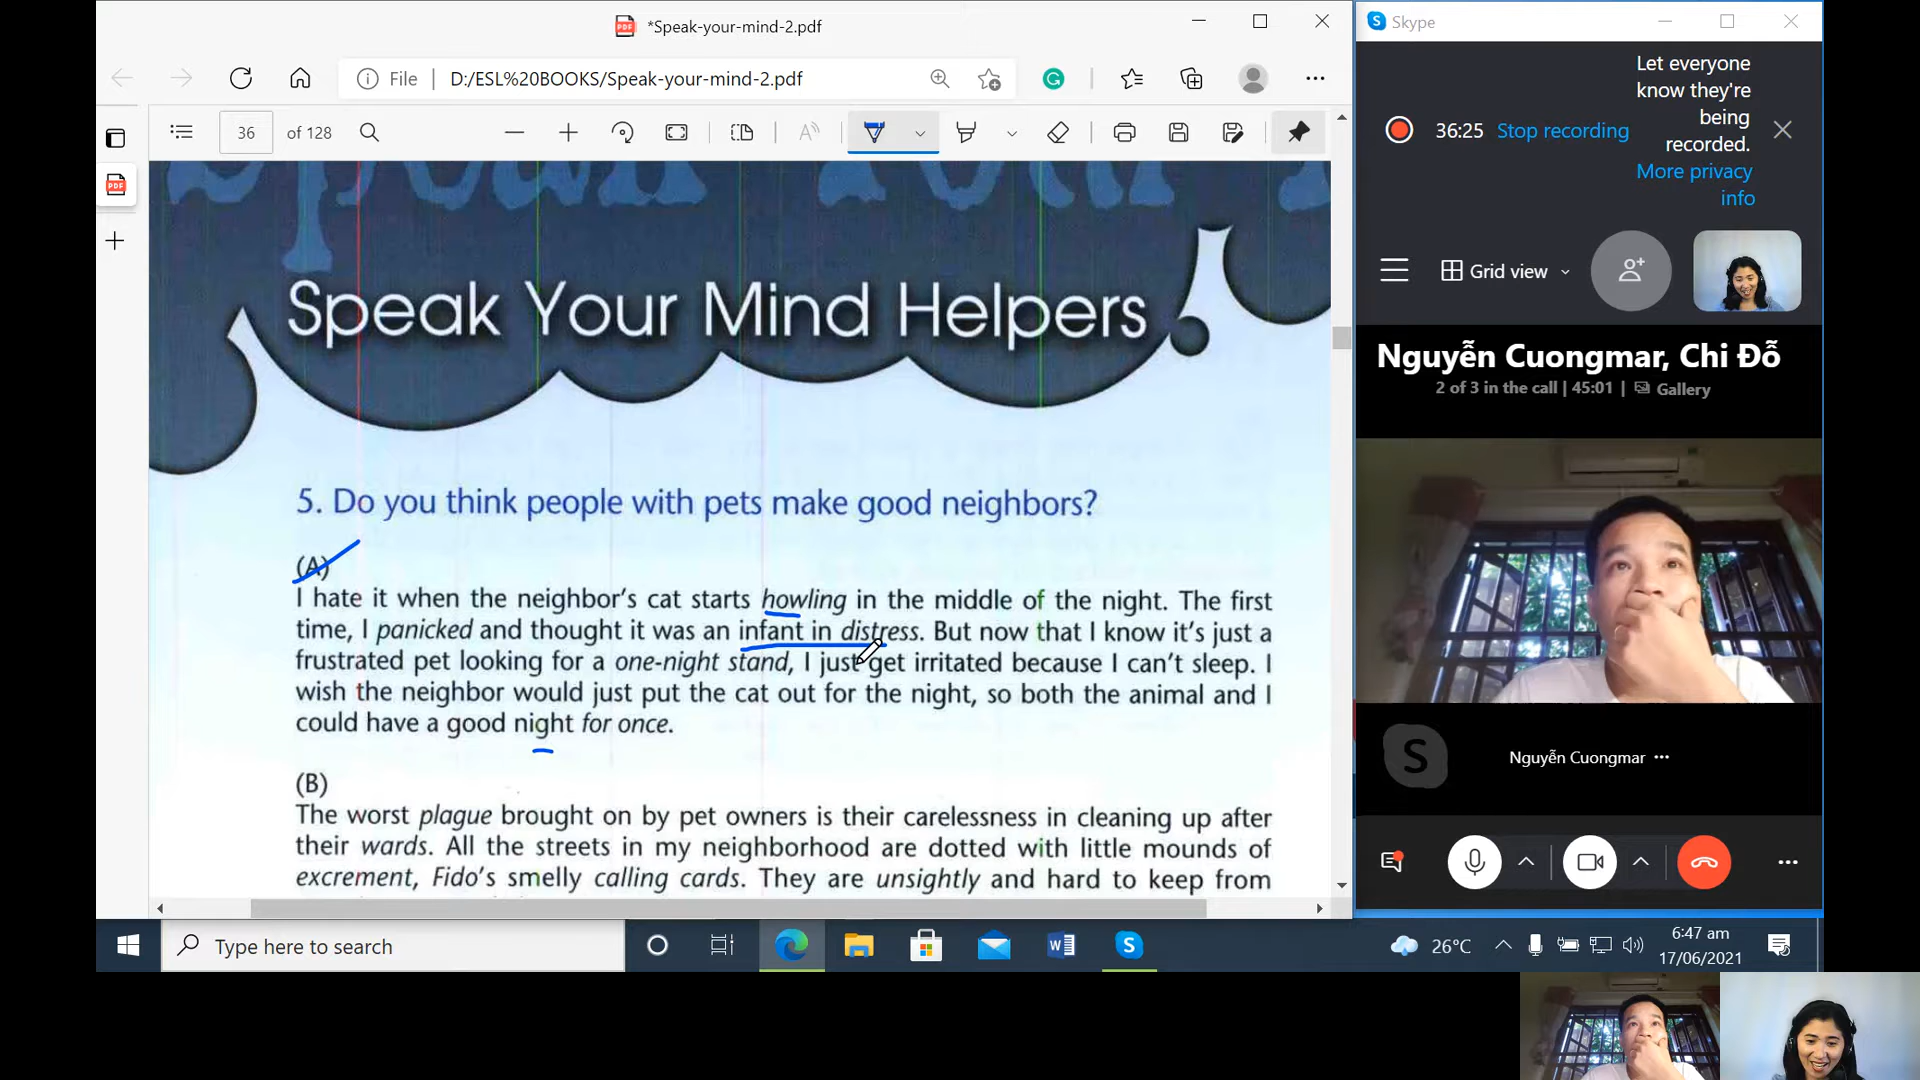 *Speak-your-mind-2.pdf
File
D:/ESL%20BOOKS/Speak-your-mind-2.pdf
36 of 128
Speak Your Mind Helpers
5. Do you think people with pets make good neighbors?
(A)
I hate it when the neighbor's cat starts howling in the middle of the night. The first
time, I panicked and thought it was an infant in distress. But now that I know it's just a
frustrated pet looking for a one-night stand, I just get irritated because I can't sleep. I
wish the neighbor would just put the cat out for the night, so both the animal and I
could have a good night for once.
(B)
The worst plague brought on by pet owners is their carelessness in cleaning up after
their wards. All the streets in my neighborhood are dotted with little mounds of
excrement, Fido's smelly calling cards. They are unsightly and hard to keep from
Type here to search
Skype
36:25 Stop recording
Let everyone
know they're
being
recorded.
More privacy
info
Grid view
Nguyễn Cuongmar, Chi Đỗ
2 of 3 in the call | 45:01 | Gallery
S
Nguyễn Cuongmar
26°C
6:47 am
17/06/2021